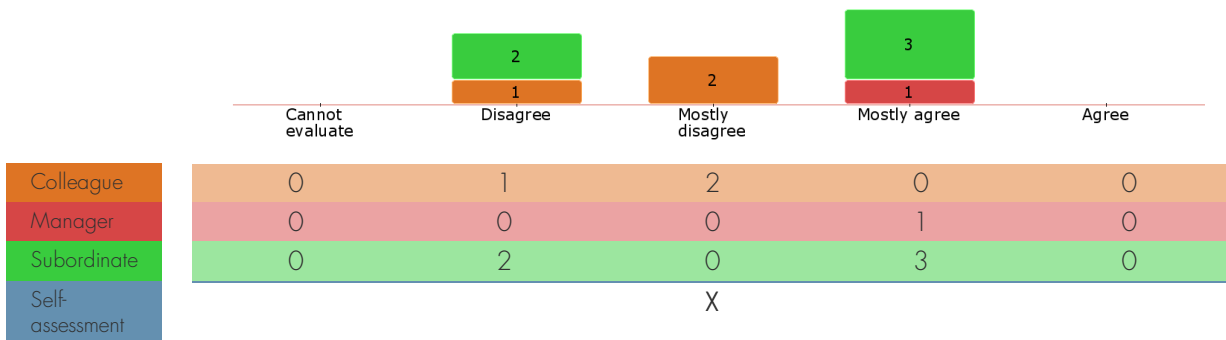 2 3
1 2 1
Cannot Disagree Mostly Mostly agree Agree
evaluate disagree
Colleague 0 1 2 0 0
Manager 0 0 0 1 0
Subordinate 0 2 0 3 0
Self- X
assessment